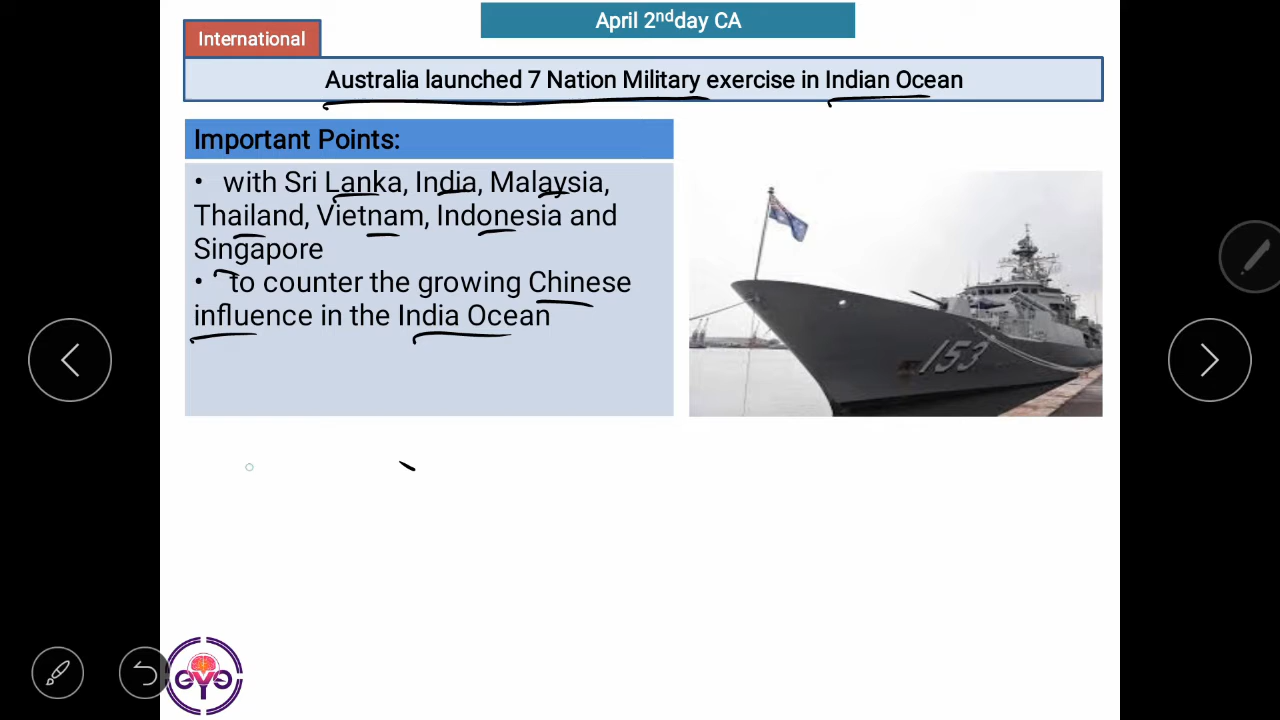 April 2nd day CA
International
Australia launched 7 Nation Military exercise in Indian Ocean
Important Points:
• with Sri Lanka, India, Malaysia,
Thailand, Vietnam, Indonesia and
Singapore
• to counter the growing Chinese
influence in the India Ocean
153